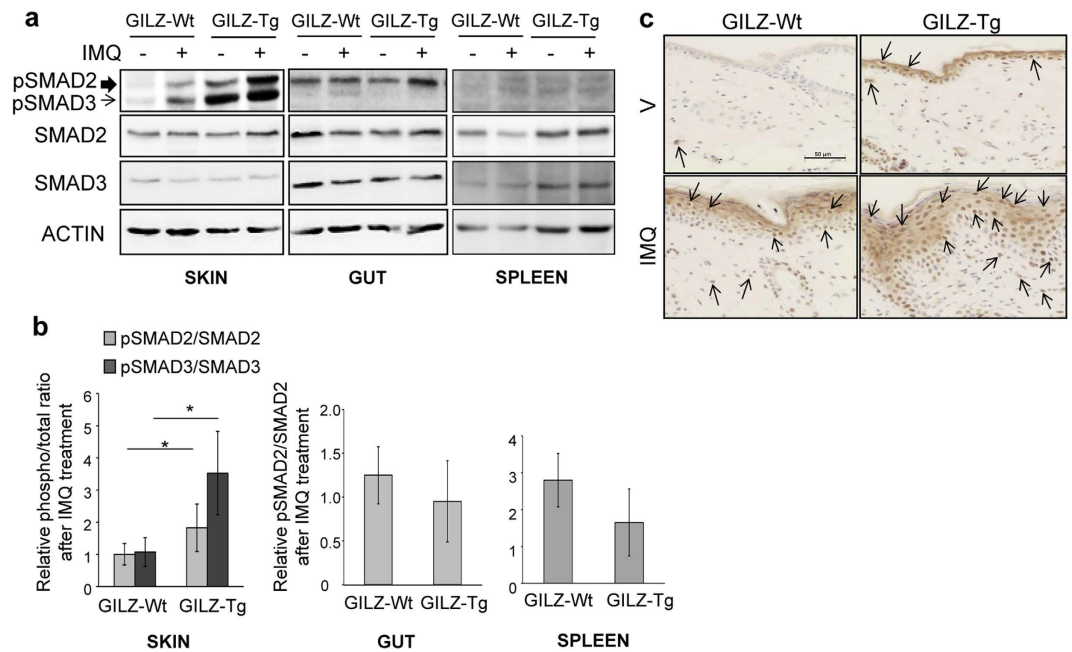 a
GILZ-Wt GILZ-Tg GILZ-Wt GILZ-Tg GILZ-Wt GILZ-Tg
IMQ - + - + - + - + - + - +
pSMAD2
pSMAD3
SMAD2
SMAD3
ACTIN
SKIN GUT SPLEEN
b
pSMAD2/SMAD2
pSMAD3/SMAD3
Relative phospho/total ratio
after IMQ treatment
6
5
4
3
2
1
0
* *
GILZ-Wt GILZ-Tg
SKIN
Relative pSMAD2/SMAD2
after IMQ treatment
2.0
1.5
1.0
0.5
0
GILZ-Wt GILZ-Tg
GUT
4
3
2
1
0
GILZ-Wt GILZ-Tg
SPLEEN
c
GILZ-Wt GILZ-Tg
V
50 µm
IMQ